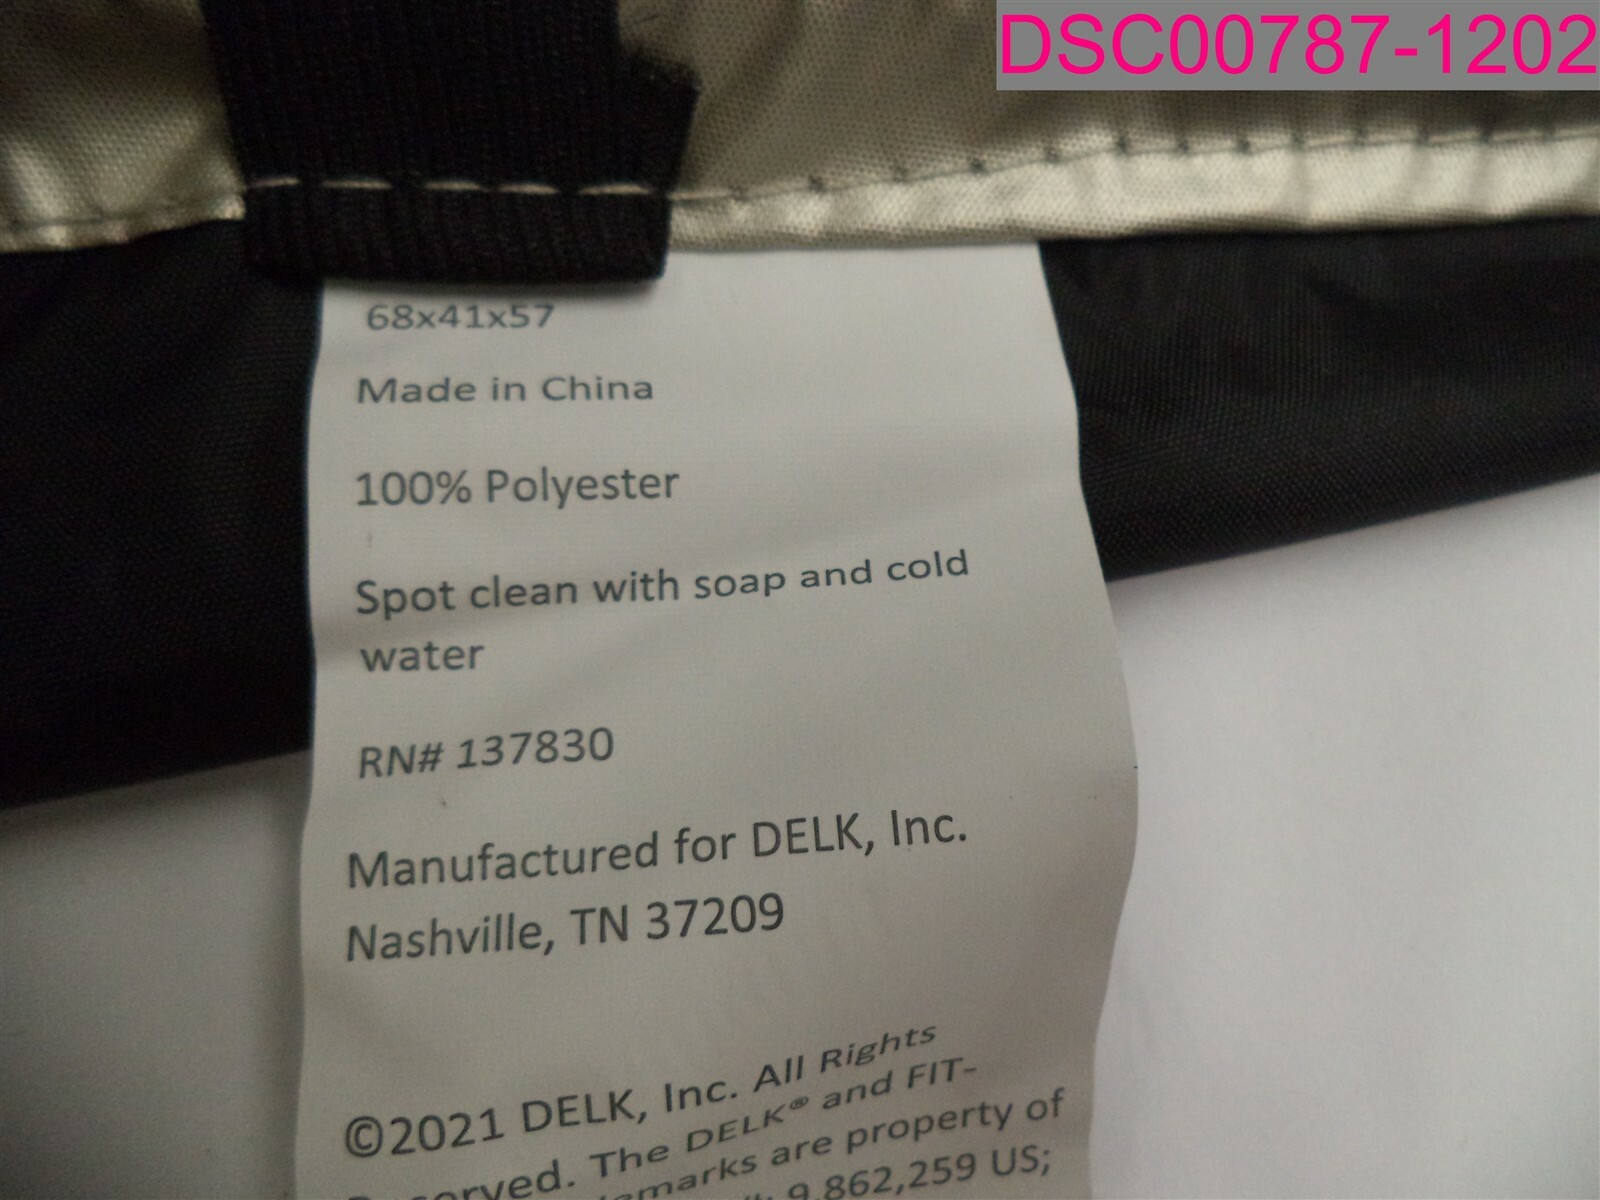 DSC00787-1202
68x41x57
Made in China
100% Polyester
Spot clean with soap and cold
water
RN# 137830
Manufactured for DELK, Inc.
Nashville, TN 37209
©2021 DELK, Inc. All Rights
The DELK® and FIT-
are property of
9,862,259 US;